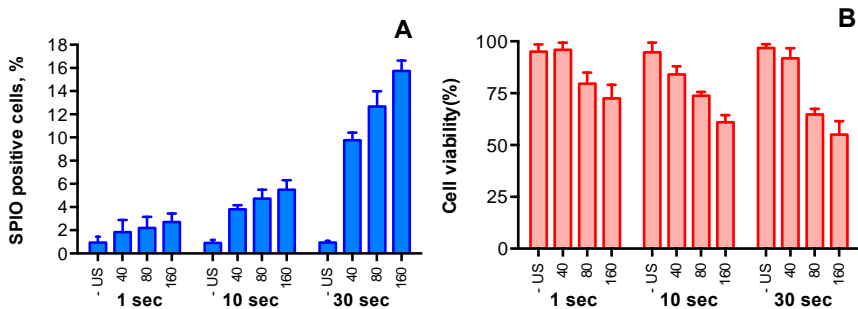 A
SPIO positive cells, %
18
16
14
12
10
8
6
4
2
0
- US 40 80 160 - US 40 80 160 - US 40 80 160
1 sec 10 sec 30 sec
B
Cell viability(%)
100
75
50
25
0
- US 40 80 160 - US 40 80 160 - US 40 80 160
1 sec 10 sec 30 sec